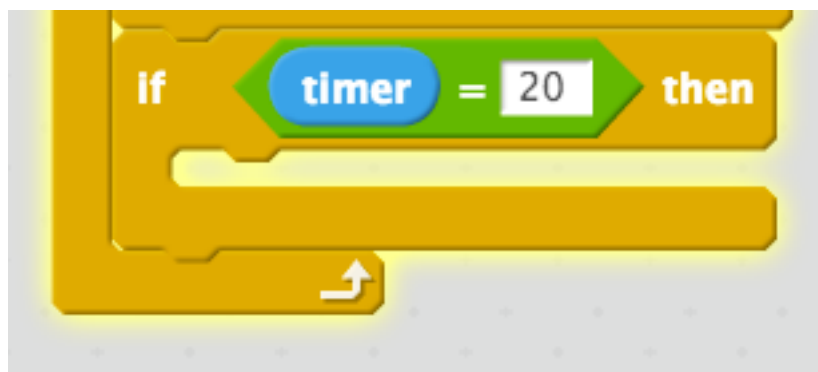 if timer = 20 then